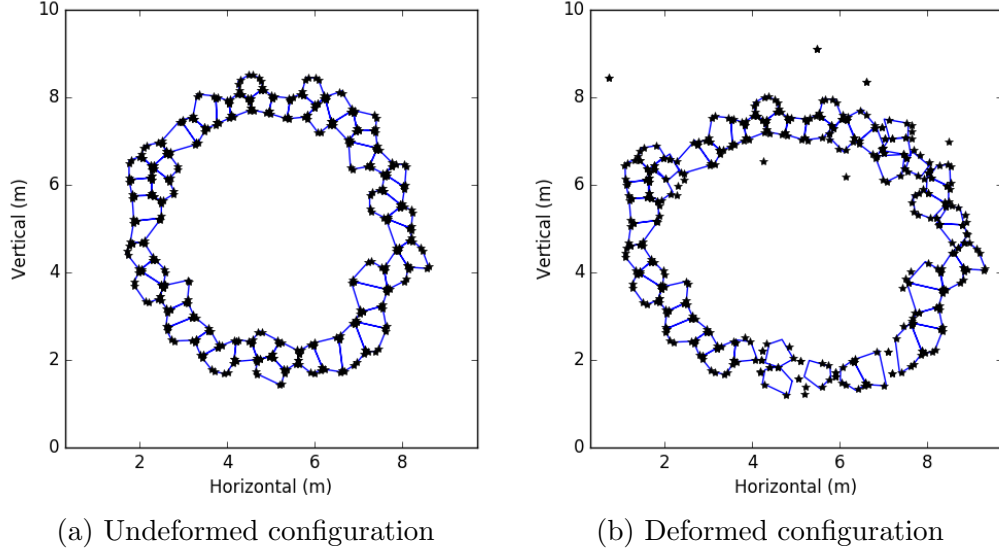 10
8
6
4
2
0
Vertical (m)
2 4 6 8
Horizontal (m)
(a) Undeformed configuration
10
8
6
4
2
0
Vertical (m)
2 4 6 8
Horizontal (m)
(b) Deformed configuration